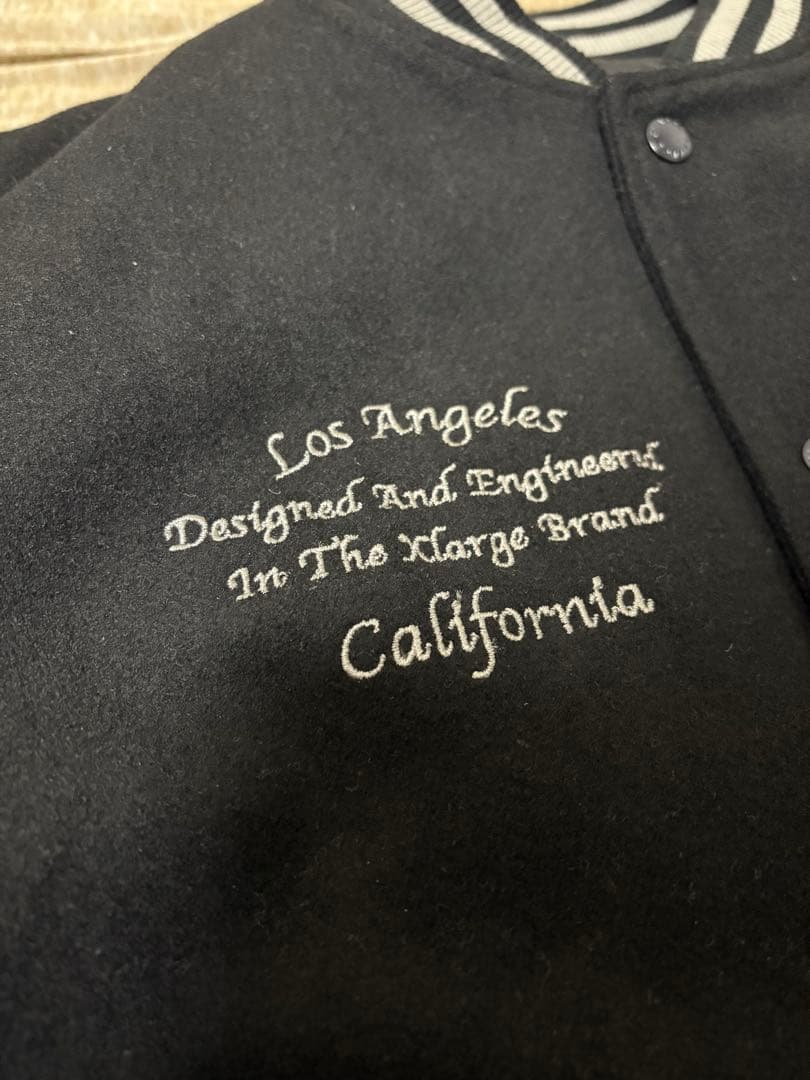 Los Angeles
Designed And Engineerd
In The Xlarge Brand
California